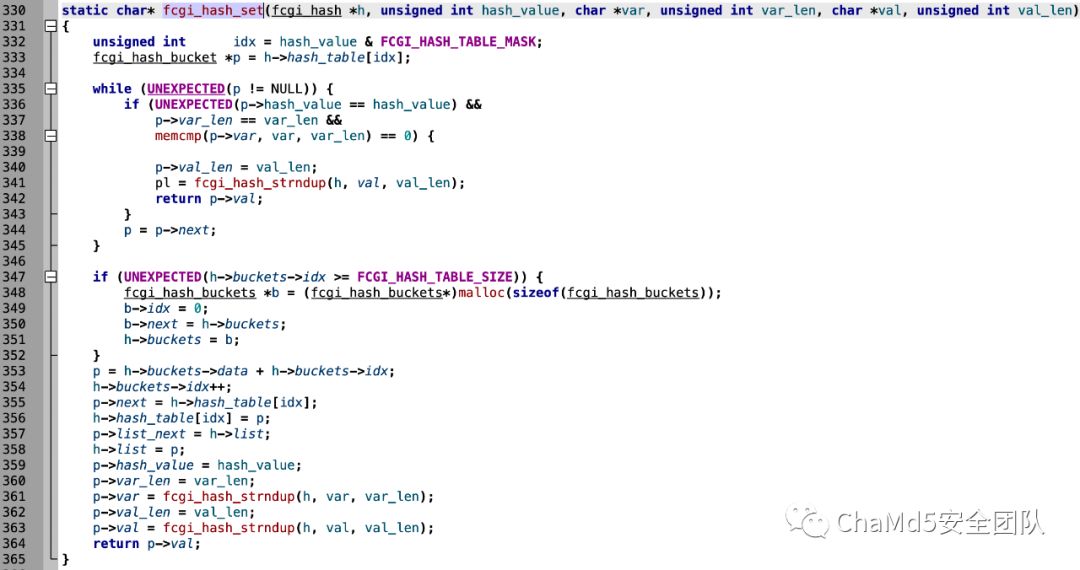 330 static char* fcgi_hash_set(fcgi_hash *h, unsigned int hash_value, char *var, unsigned int var_len, char *val, unsigned int val_len)
331 {
332     unsigned int      idx = hash_value & FCGI_HASH_TABLE_MASK;
333     fcgi_hash_bucket *p = h->hash_table[idx];
334
335     while (UNEXPECTED(p != NULL)) {
336         if (UNEXPECTED(p->hash_value == hash_value) &&
337             p->var_len == var_len &&
338             memcmp(p->var, var, var_len) == 0) {
339
340             p->val_len = val_len;
341             pl = fcgi_hash_strndup(h, val, val_len);
342             return p->val;
343         }
344         p = p->next;
345     }
346
347     if (UNEXPECTED(h->buckets->idx >= FCGI_HASH_TABLE_SIZE)) {
348         fcgi_hash_buckets *b = (fcgi_hash_buckets*)malloc(sizeof(fcgi_hash_buckets));
349         b->idx = 0;
350         b->next = h->buckets;
351         h->buckets = b;
352     }
353     p = h->buckets->data + h->buckets->idx;
354     h->buckets->idx++;
355     p->next = h->hash_table[idx];
356     h->hash_table[idx] = p;
357     p->list_next = h->list;
358     h->list = p;
359     p->hash_value = hash_value;
360     p->var_len = var_len;
361     p->var = fcgi_hash_strndup(h, var, var_len);
362     p->val_len = val_len;
363     p->val = fcgi_hash_strndup(h, val, val_len);
364     return p->val;
365 }
ChaMd5安全团队